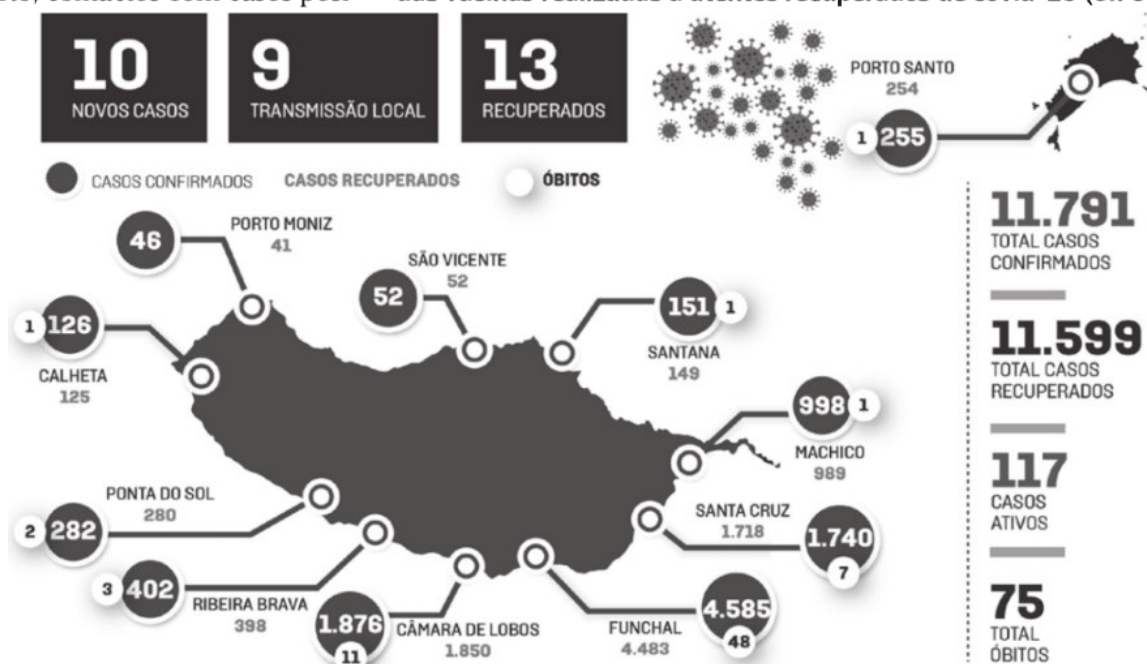 10
NOVOS CASOS
9
TRANSMISSÃO LOCAL
13
RECUPERADOS
PORTO SANTO
254
1 255
CASOS CONFIRMADOS CASOS RECUPERADOS ÓBITOS
46
PORTO MONIZ
41
52
SÃO VICENTE
52
151 1
SANTANA
149
1 126
CALHETA
125
998 1
MACHICO
989
PONTA DO SOL
280
2 282
SANTA CRUZ
1.718
1.740
7
3 402
RIBEIRA BRAVA
398
1.876
11
CÂMARA DE LOBOS
1.850
FUNCHAL
4.483
4.585
48
11.791
TOTAL CASOS
CONFIRMADOS
11.599
TOTAL CASOS
RECUPERADOS
117
CASOS
ATIVOS
75
TOTAL
ÓBITOS